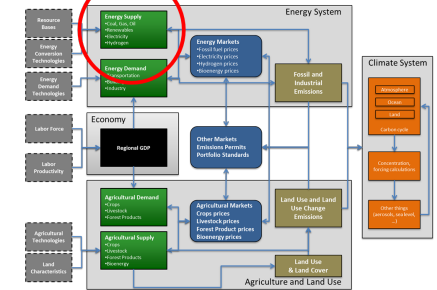 Resource
Bases
Energy
Conversion
Technologies
Energy
Demand
Technologies
Labor Force
Labor
Productivity
Agricultural
Technologies
Land
Characteristics
Energy System
Energy Supply
•Coal, Gas, Oil
•Renewables
•Electricity
•Hydrogen
Energy Demand
•Transportation
•Industry
Energy Markets
•Fossil fuel prices
•Electricity prices
•Hydrogen prices
•Bioenergy prices
Fossil and
Industrial
Emissions
Economy
Regional GDP
Other Markets
Emissions Permits
Portfolio Standards
Agricultural Demand
•Crops
•Livestock
•Forest Products
Agricultural Supply
•Crops
•Livestock
•Forest Products
•Bioenergy
Agricultural Markets
Crops prices
Livestock prices
Forest Product prices
Bioenergy prices
Land Use and Land
Use Change
Emissions
Land Use
& Land Cover
Agriculture and Land Use
Climate System
Atmosphere
Ocean
Land
Carbon cycle
Concentration,
forcing calculations
Other things
(aerosols, sea level,
...)